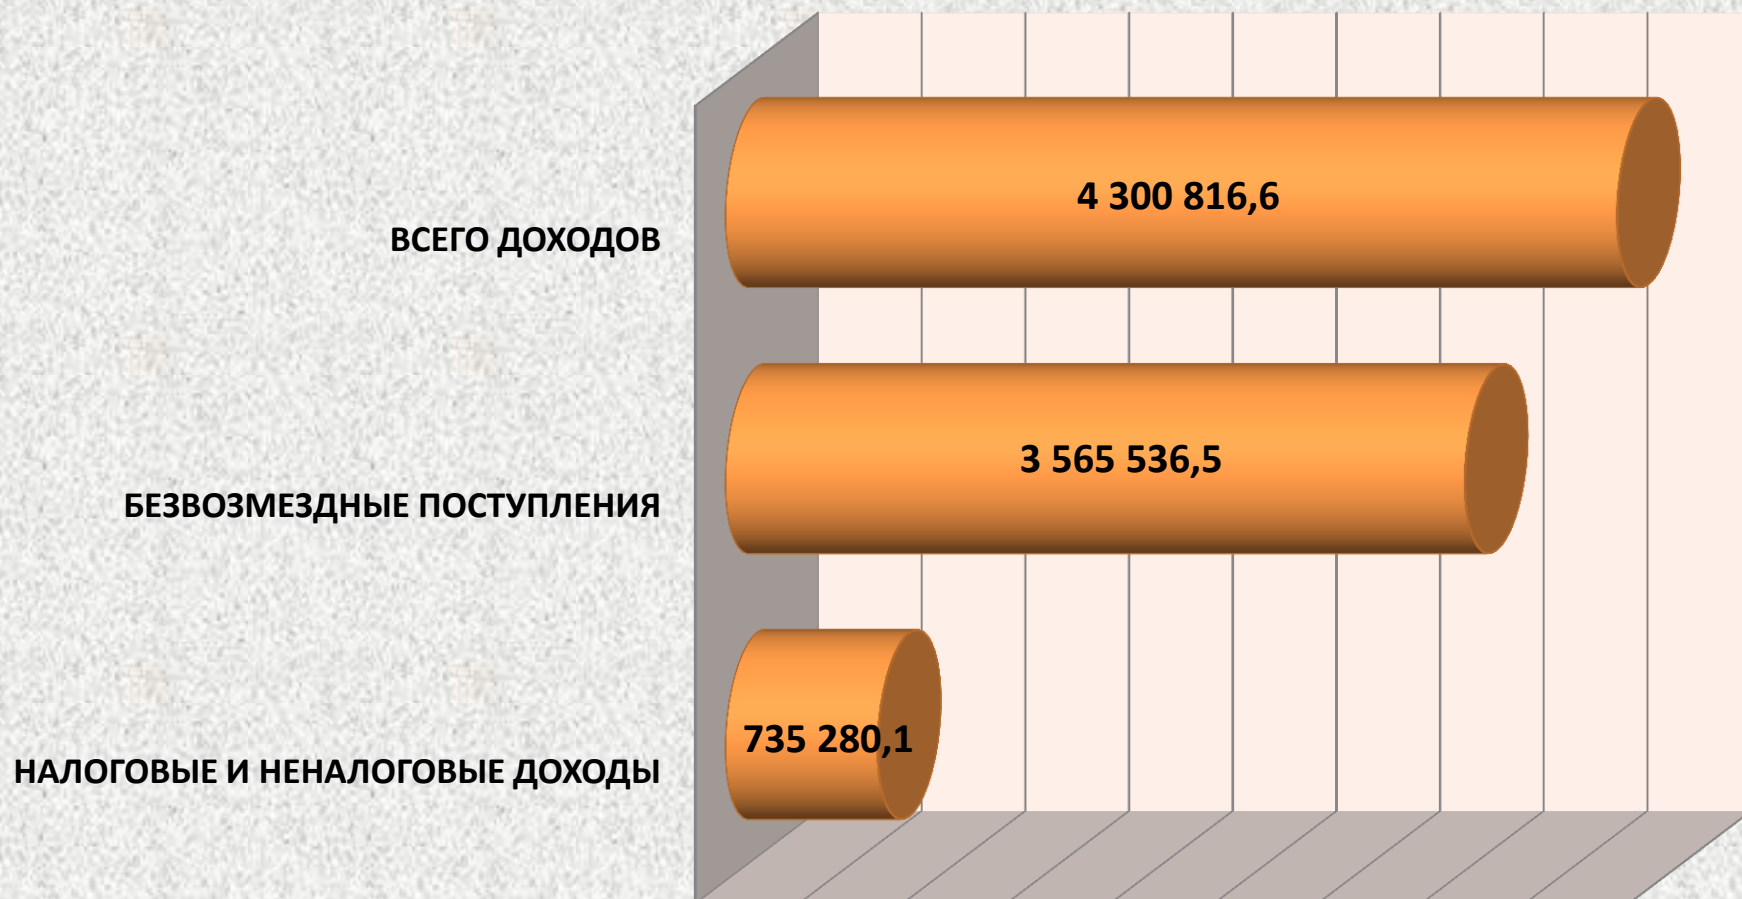 4 300 816,6
ВСЕГО ДОХОДОВ
3 565 536,5
БЕЗВОЗМЕЗДНЫЕ ПОСТУПЛЕНИЯ
735 280,1
НАЛОГОВЫЕ И НЕНАЛОГОВЫЕ ДОХОДЫ